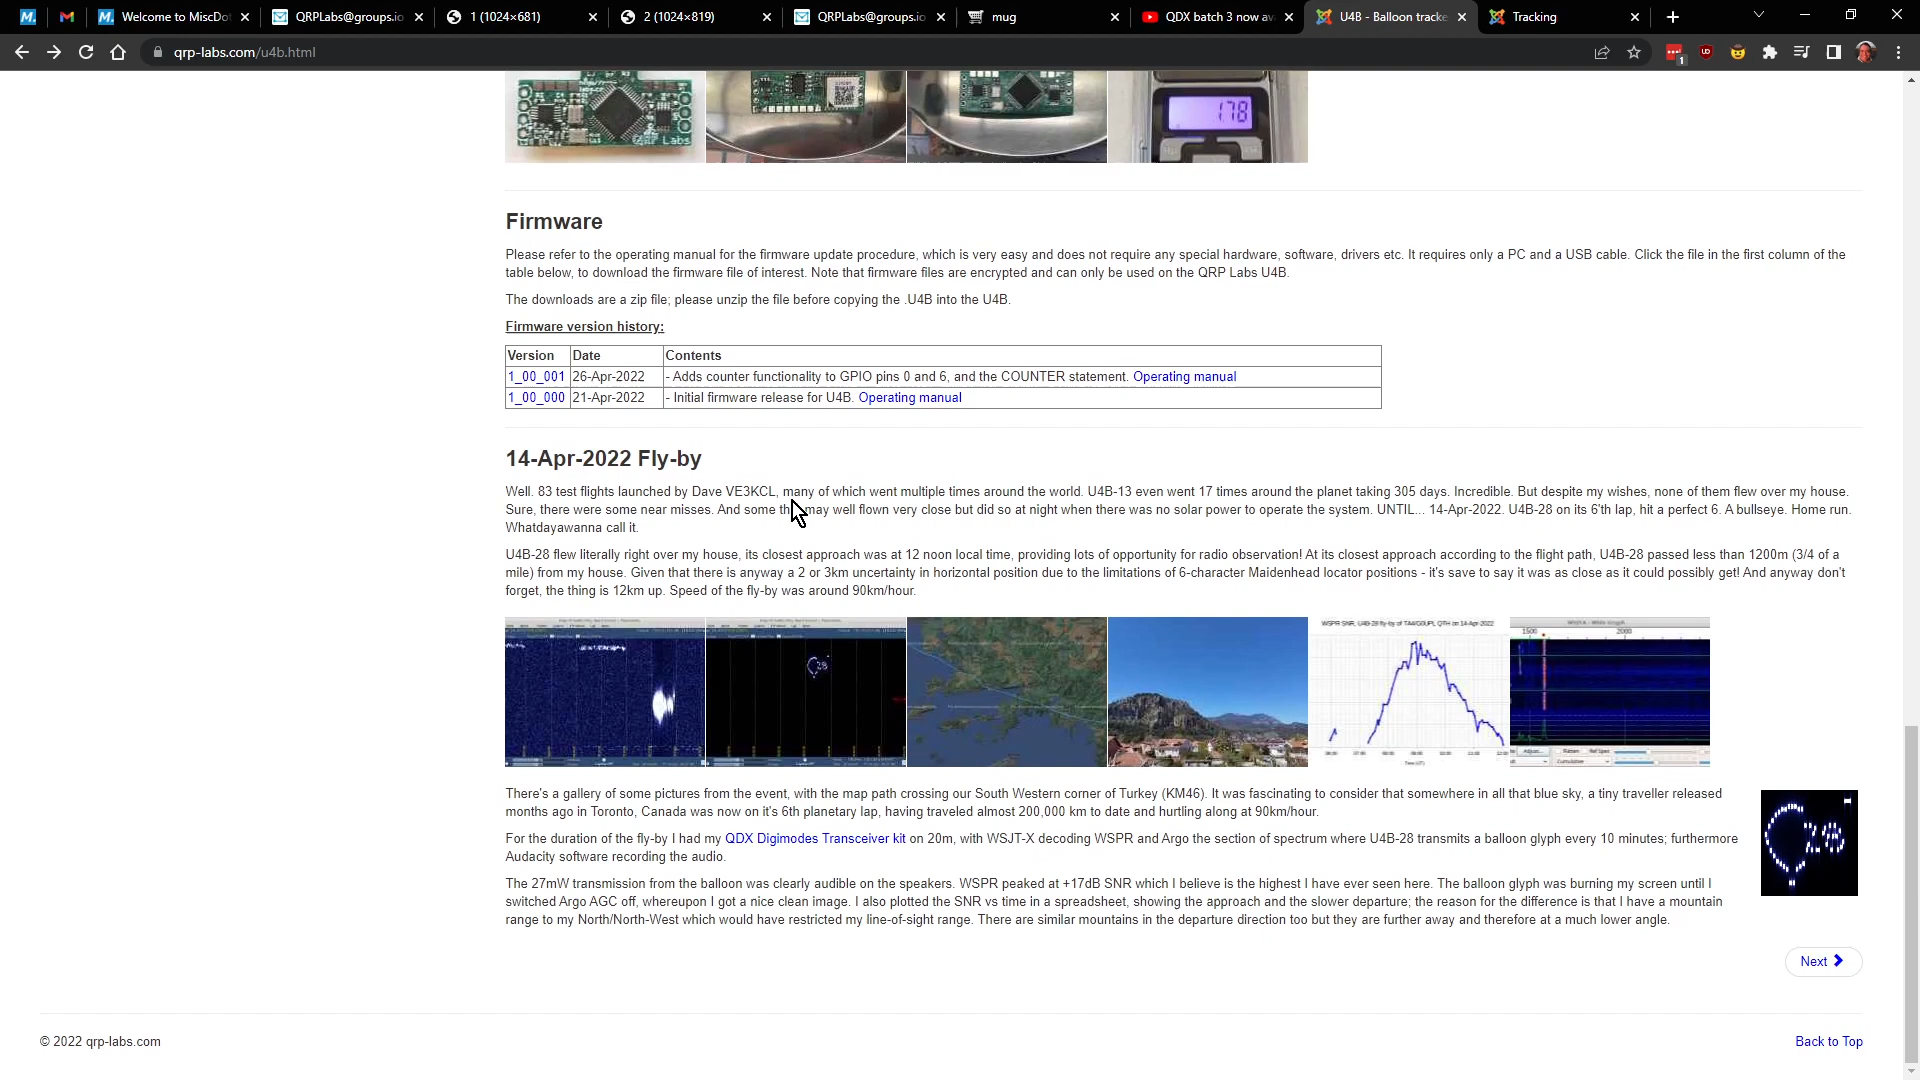 Welcome to MiscDo
QRPLabs@groups.io
1 (1024×681)
2 (1024×819)
QRPLabs@groups.io
mug
QDX batch 3 now av
U4B - Balloon tracke
Tracking
qrp-labs.com/u4b.html
QRP Labs
1.78
Firmware
Please refer to the operating manual for the firmware update procedure, which is very easy and does not require any special hardware, software, drivers etc. It requires only a PC and a USB cable. Click the file in the first column of the
table below, to download the firmware file of interest. Note that firmware files are encrypted and can only be used on the QRP Labs U4B.
The downloads are a zip file; please unzip the file before copying the .U4B into the U4B.
Firmware version history:
Version Date Contents
1_00_001 26-Apr-2022 - Adds counter functionality to GPIO pins 0 and 6, and the COUNTER statement. Operating manual
1_00_000 21-Apr-2022 - Initial firmware release for U4B. Operating manual
14-Apr-2022 Fly-by
Well. 83 test flights launched by Dave VE3KCL, many of which went multiple times around the world. U4B-13 even went 17 times around the planet taking 305 days. Incredible. But despite my wishes, none of them flew over my house.
Sure, there were some near misses. And some th may well flown very close but did so at night when there was no solar power to operate the system. UNTIL... 14-Apr-2022. U4B-28 on its 6'th lap, hit a perfect 6. A bullseye. Home run.
Whatdayawanna call it.
U4B-28 flew literally right over my house, its closest approach was at 12 noon local time, providing lots of opportunity for radio observation! At its closest approach according to the flight path, U4B-28 passed less than 1200m (3/4 of a
mile) from my house. Given that there is anyway a 2 or 3km uncertainty in horizontal position due to the limitations of 6-character Maidenhead locator positions - it's save to say it was as close as it could possibly get! And anyway don't
forget, the thing is 12km up. Speed of the fly-by was around 90km/hour.
28
WSPR SNR, U4B-28 fly-by of TA4/G0UPL QTH on 14-Apr-2022
1500 2000
There's a gallery of some pictures from the event, with the map path crossing our South Western corner of Turkey (KM46). It was fascinating to consider that somewhere in all that blue sky, a tiny traveller released
months ago in Toronto, Canada was now on it's 6th planetary lap, having traveled almost 200,000 km to date and hurtling along at 90km/hour.
For the duration of the fly-by I had my QDX Digimodes Transceiver kit on 20m, with WSJT-X decoding WSPR and Argo the section of spectrum where U4B-28 transmits a balloon glyph every 10 minutes; furthermore
Audacity software recording the audio.
28
The 27mW transmission from the balloon was clearly audible on the speakers. WSPR peaked at +17dB SNR which I believe is the highest I have ever seen here. The balloon glyph was burning my screen until I
switched Argo AGC off, whereupon I got a nice clean image. I also plotted the SNR vs time in a spreadsheet, showing the approach and the slower departure; the reason for the difference is that I have a mountain
range to my North/North-West which would have restricted my line-of-sight range. There are similar mountains in the departure direction too but they are further away and therefore at a much lower angle.
Next
© 2022 qrp-labs.com
Back to Top